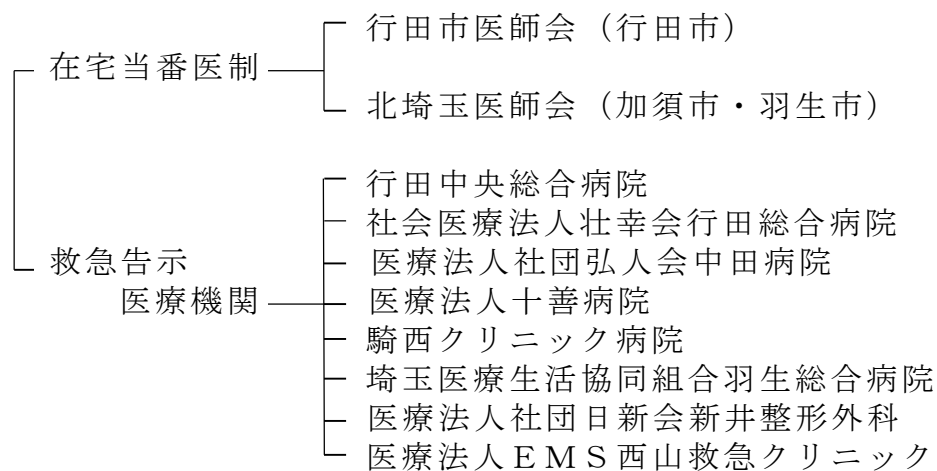 行田市医師会（行田市）
在宅当番医制
北埼玉医師会（加須市・羽生市）
行田中央総合病院
社会医療法人壮幸会行田総合病院
救急告示
医療法人社団弘人会中田病院
医療機関
医療法人十善病院
騎西クリニック病院
埼玉医療生活協同組合羽生総合病院
医療法人社団日新会新井整形外科
医療法人ＥＭＳ西山救急クリニック